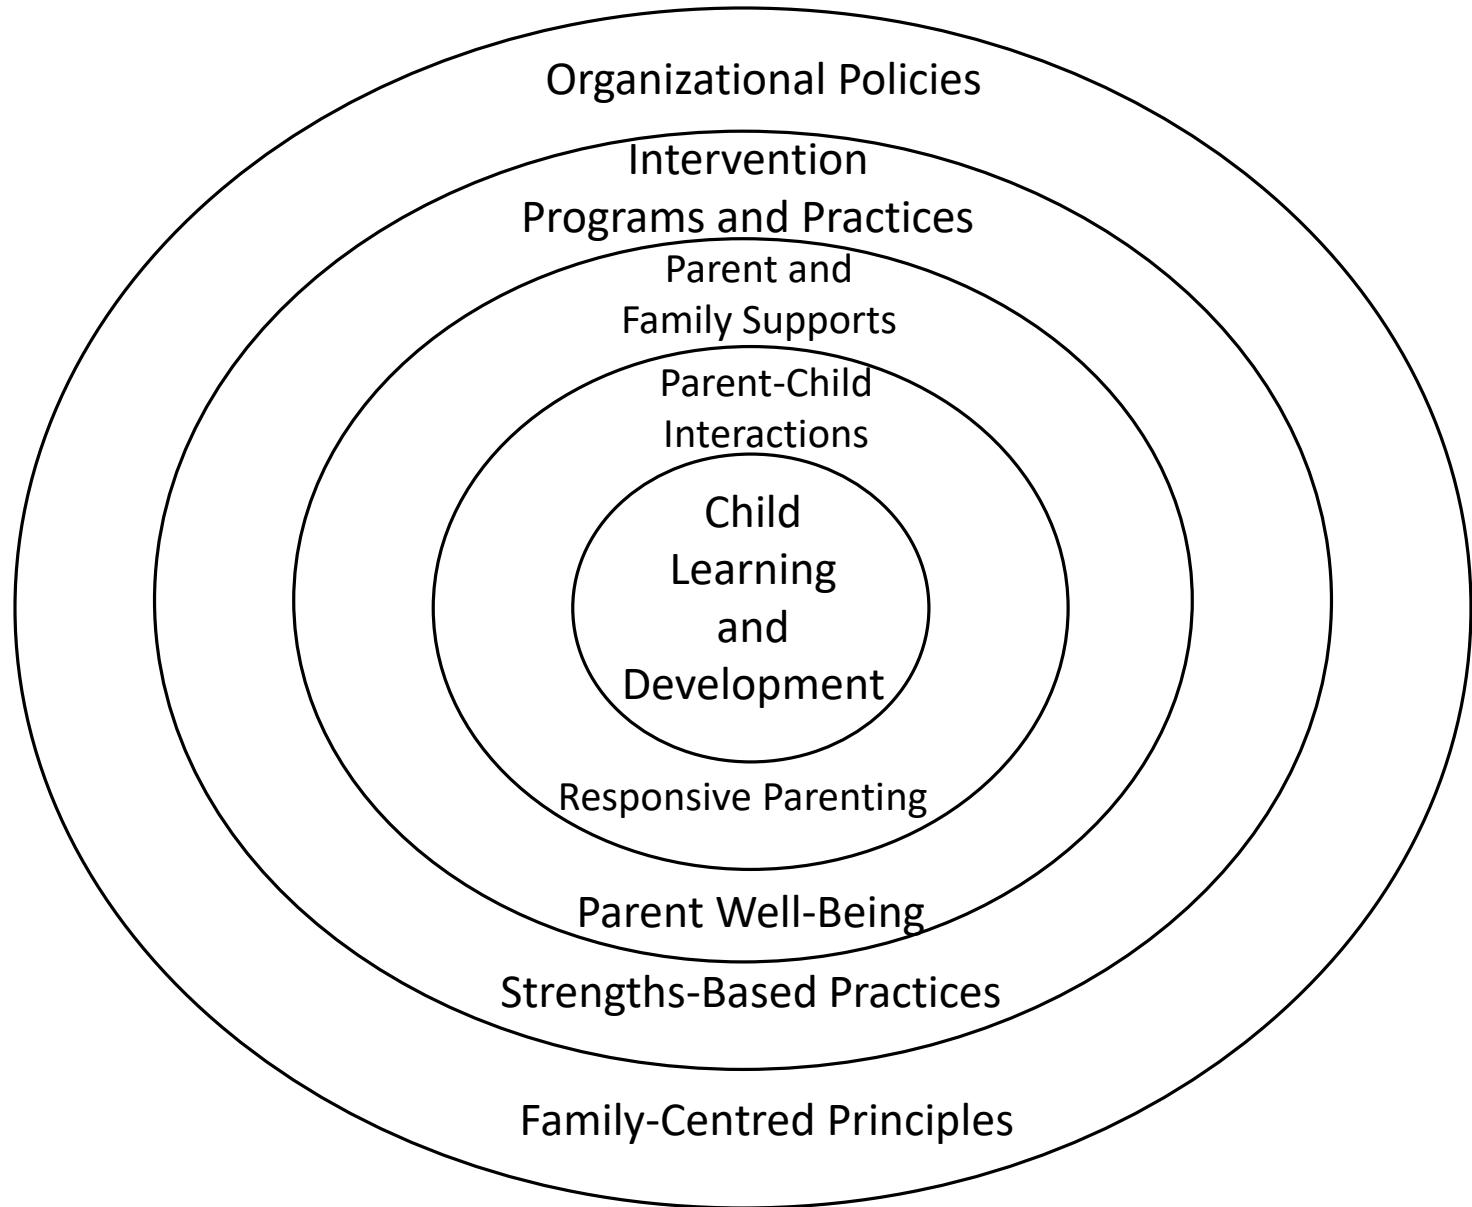 Organizational Policies
Intervention
Programs and Practices
Parent and
Family Supports
Parent-Child
Interactions
Child
Learning
and
Development
Responsive Parenting
Parent Well-Being
Strengths-Based Practices
Family-Centred Principles